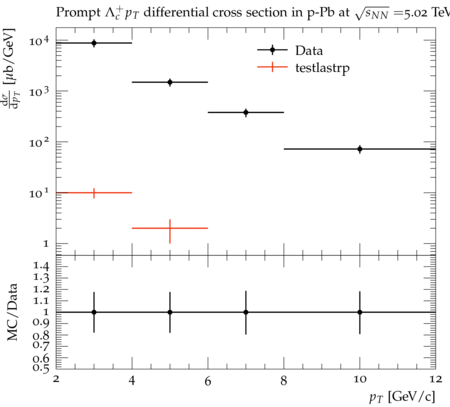 Prompt Λc+ pT differential cross section in p-Pb at √sNN =5.02 TeV
dσ/dpT [μb/GeV]
10^4
10^3
10^2
10^1
1
Data
testlastrp
MC/Data
1.4
1.3
1.2
1.1
1
0.9
0.8
0.7
0.6
0.5
2 4 6 8 10 12
pT [GeV/c]